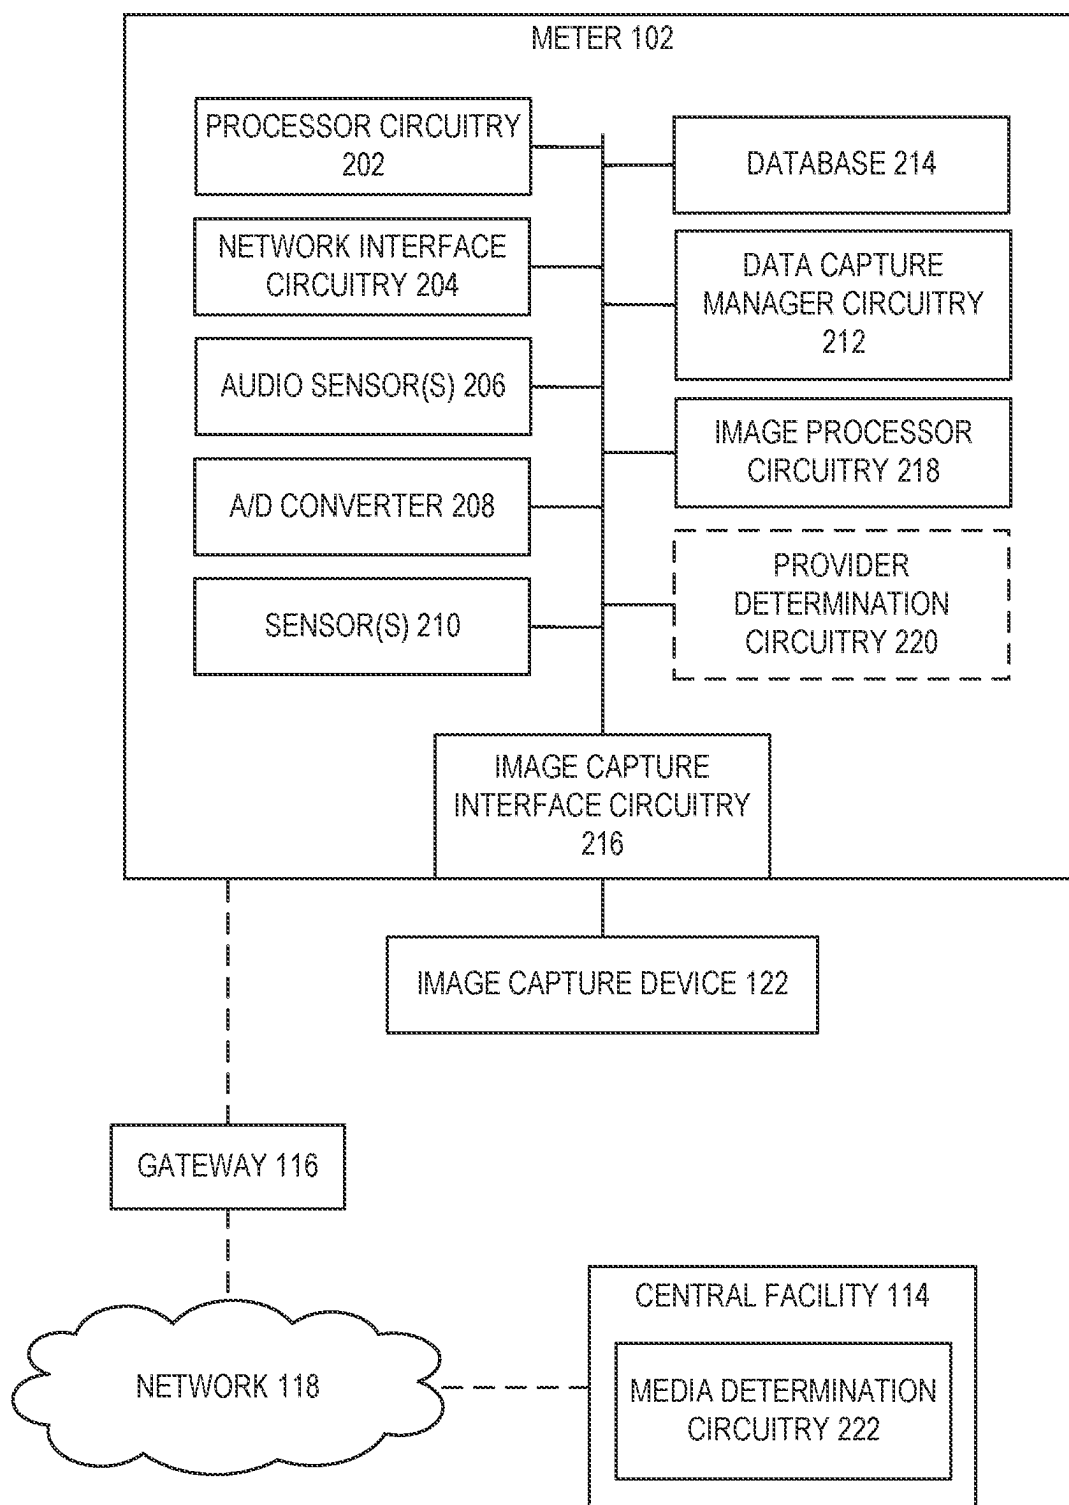 METER 102
PROCESSOR CIRCUITRY
202
NETWORK INTERFACE
CIRCUITRY 204
AUDIO SENSOR(S) 206
A/D CONVERTER 208
SENSOR(S) 210
DATABASE 214
DATA CAPTURE
MANAGER CIRCUITRY
212
IMAGE PROCESSOR
CIRCUITRY 218
PROVIDER
DETERMINATION
CIRCUITRY 220
IMAGE CAPTURE
INTERFACE CIRCUITRY
216
IMAGE CAPTURE DEVICE 122
GATEWAY 116
NETWORK 118
CENTRAL FACILITY 114
MEDIA DETERMINATION
CIRCUITRY 222